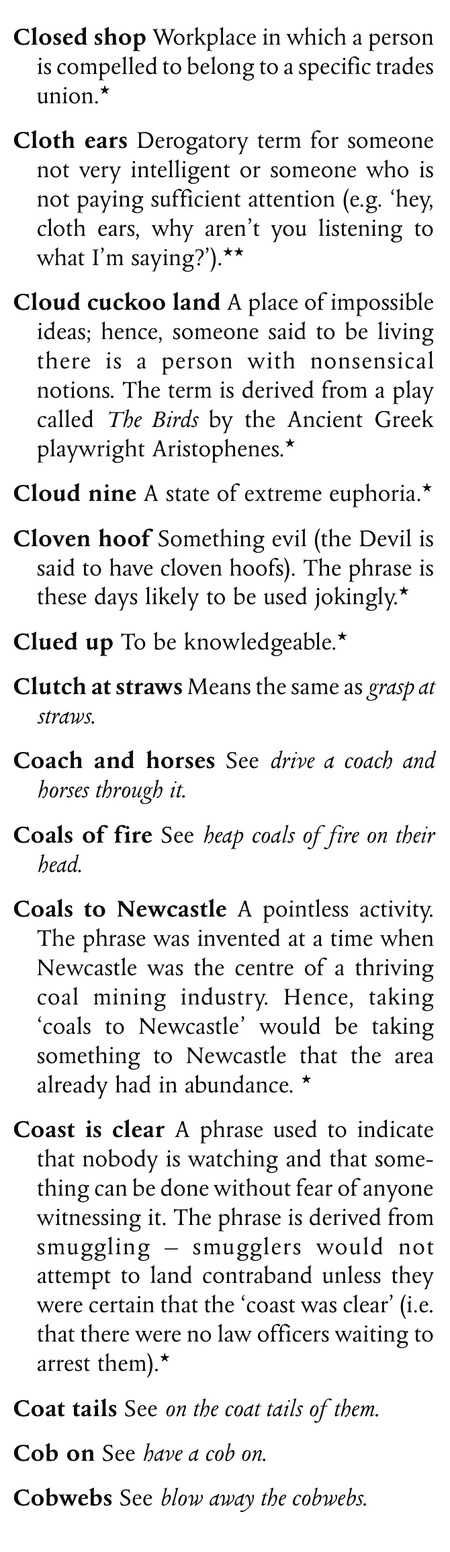 Closed shop Workplace in which a person
is compelled to belong to a specific trades
union.★
Cloth ears Derogatory term for someone
not very intelligent or someone who is
not paying sufficient attention (e.g. ‘hey,
cloth ears, why aren’t you listening to
what I’m saying?’).★★
Cloud cuckoo land A place of impossible
ideas; hence, someone said to be living
there is a person with nonsensical
notions. The term is derived from a play
called The Birds by the Ancient Greek
playwright Aristophenes.★
Cloud nine A state of extreme euphoria.★
Cloven hoof Something evil (the Devil is
said to have cloven hoofs). The phrase is
these days likely to be used jokingly.★
Clued up To be knowledgeable.★
Clutch at straws Means the same as grasp at
straws.
Coach and horses See drive a coach and
horses through it.
Coals of fire See heap coals of fire on their
head.
Coals to Newcastle A pointless activity.
The phrase was invented at a time when
Newcastle was the centre of a thriving
coal mining industry. Hence, taking
‘coals to Newcastle’ would be taking
something to Newcastle that the area
already had in abundance. ★
Coast is clear A phrase used to indicate
that nobody is watching and that some-
thing can be done without fear of anyone
witnessing it. The phrase is derived from
smuggling – smugglers would not
attempt to land contraband unless they
were certain that the ‘coast was clear’ (i.e.
that there were no law officers waiting to
arrest them).★
Coat tails See on the coat tails of them.
Cob on See have a cob on.
Cobwebs See blow away the cobwebs.